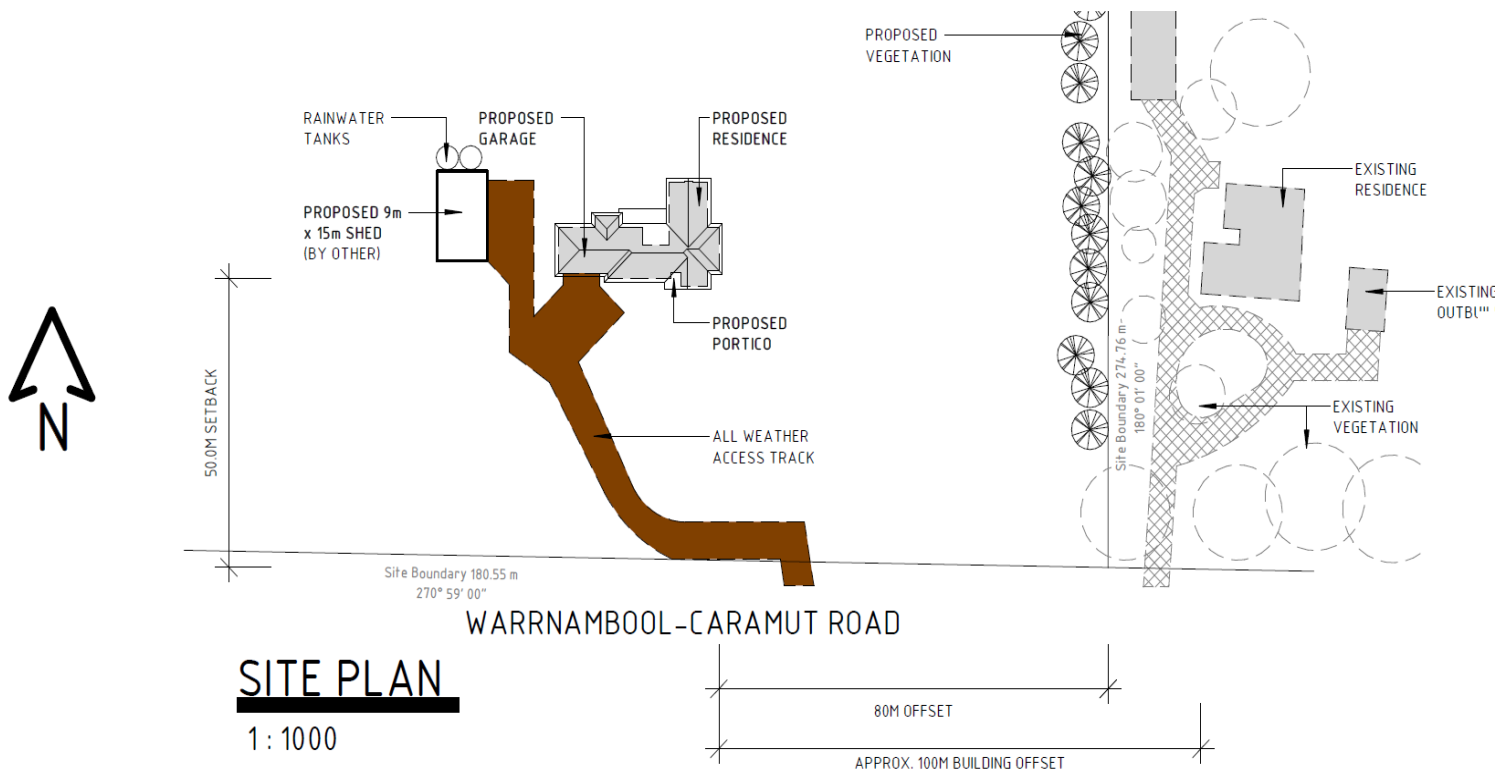 PROPOSED
VEGETATION
RAINWATER
TANKS
PROPOSED
GARAGE
PROPOSED
RESIDENCE
EXISTING
RESIDENCE
PROPOSED 9m
x 15m SHED
(BY OTHER)
EXISTING
PROPOSED
PORTICO
N
50.0M SETBACK
Site Boundary 274.76 m
180° 01' 00"
EXISTING
VEGETATION
ALL WEATHER
ACCESS TRACK
Site Boundary 180.55 m
270° 59' 00"
WARRNAMBOOL-CARAMUT ROAD
SITE PLAN
1 : 1000
80M OFFSET
APPROX. 100M BUILDING OFFSET